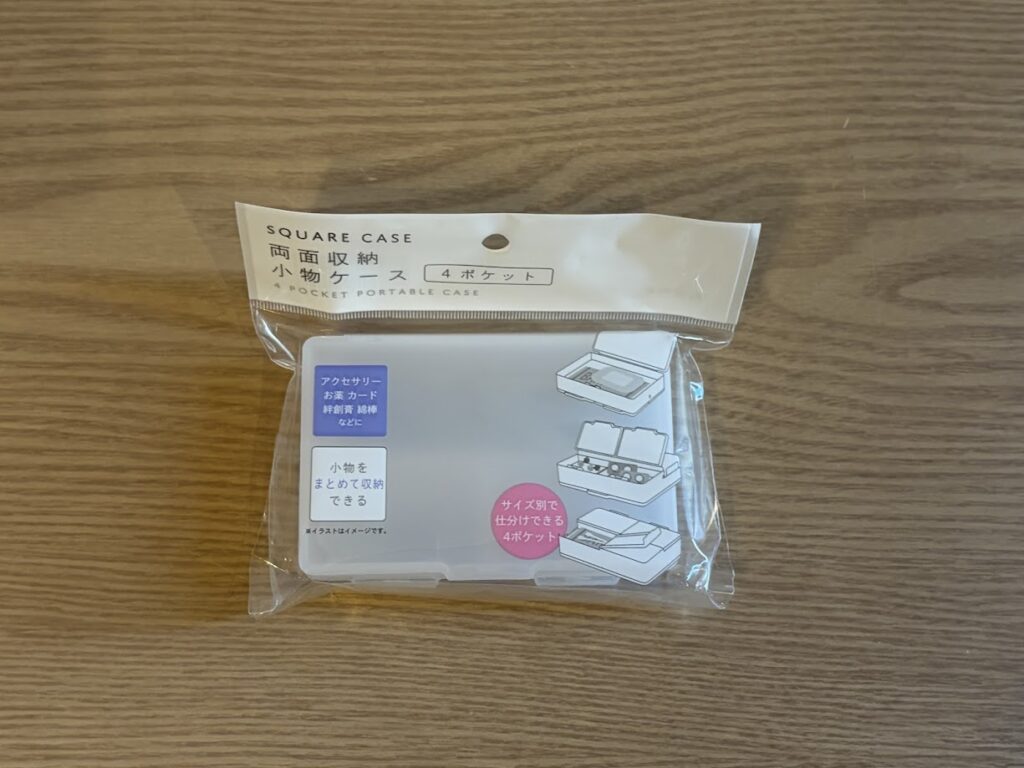 SQUARE CASE
両面収納
小物ケース 4ポケット
4 POCKET PORTABLE CASE
アクセサリー
お薬 カード
絆創膏 綿棒
などに
小物を
まとめて収納
できる
※イラストはイメージです。
サイズ別で
仕分けできる
4ポケット